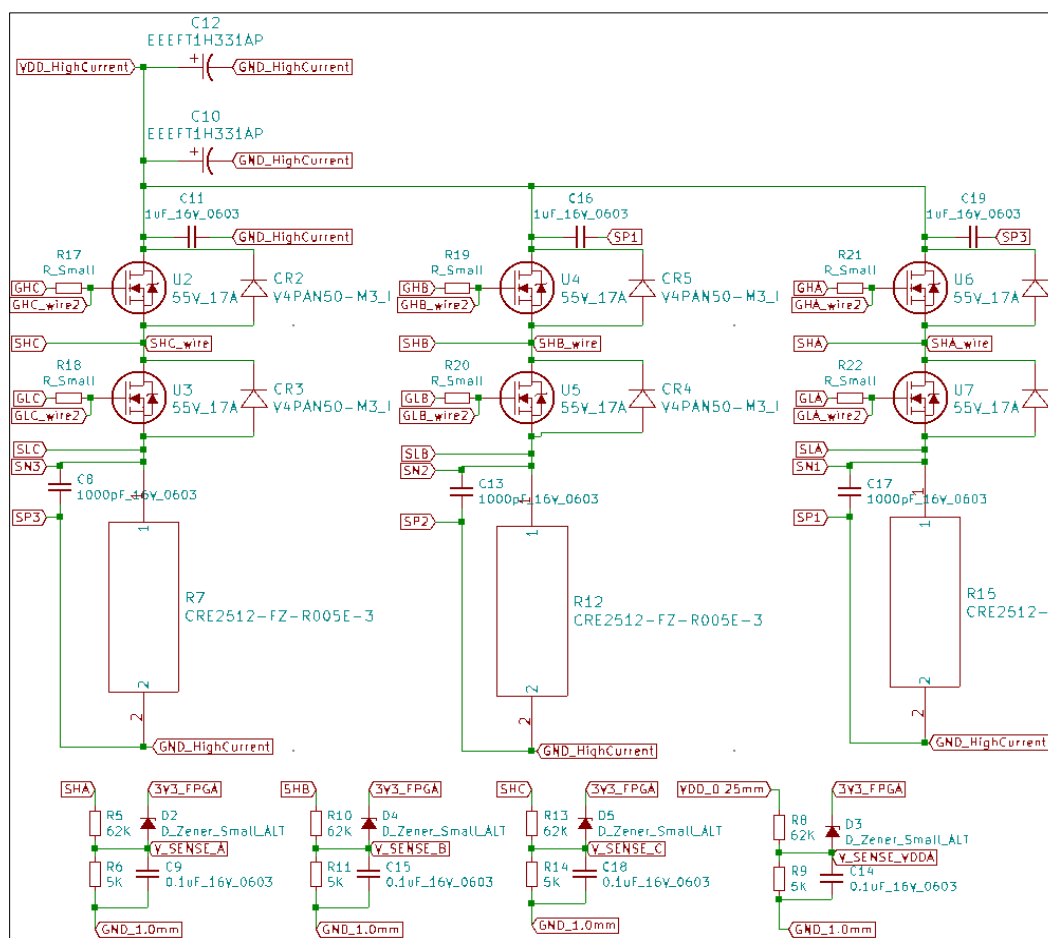 C12
EEEFT1H331AP
VDD_HighCurrent
GND_HighCurrent
C10
EEEFT1H331AP
GND_HighCurrent
C11
1uF_16V_0603
GND_HighCurrent
C16
1uF_16V_0603
SP1
C19
1uF_16V_0603
SP3
R17
R_Small
GHC
GHC_wire2
U2
55V_17A
CR2
V4PAN50-M3_I
R19
R_Small
GHB
GHB_wire2
U4
55V_17A
CR5
V4PAN50-M3_I
R21
R_Small
GHA
GHA_wire2
U6
55V_17A
SHC
SHC_wire
SHB
SHB_wire
SHA
SHA_wire
R18
R_Small
GLC
GLC_wire2
U3
55V_17A
CR3
V4PAN50-M3_I
R20
R_Small
GLB
GLB_wire2
U5
55V_17A
CR4
V4PAN50-M3_I
R22
R_Small
GLA
GLA_wire2
U7
55V_17A
SLC
SN3
C8
1000pF_16V_0603
SP3
1
1
R7
CRE2512-FZ-R005E-3
2
2
GND_HighCurrent
SLB
SN2
C13
1000pF_16V_0603
SP2
1
1
R12
CRE2512-FZ-R005E-3
2
2
GND_HighCurrent
SLA
SN1
C17
1000pF_16V_0603
SP1
1
1
R15
CRE2512-
2
2
GND_HighCurrent
SHA
3V3_FPGA
R5
62K
D2
D_Zener_Small_ALT
V_SENSE_A
R6
5K
C9
0.1uF_16V_0603
GND_1.0mm
SHB
3V3_FPGA
R10
62K
D4
D_Zener_Small_ALT
V_SENSE_B
R11
5K
C15
0.1uF_16V_0603
GND_1.0mm
SHC
3V3_FPGA
R13
62K
D5
D_Zener_Small_ALT
V_SENSE_C
R14
5K
C18
0.1uF_16V_0603
GND_1.0mm
VDD_0.25mm
3V3_FPGA
R8
62K
D3
D_Zener_Small_ALT
V_SENSE_VDDA
R9
5K
C14
0.1uF_16V_0603
GND_1.0mm